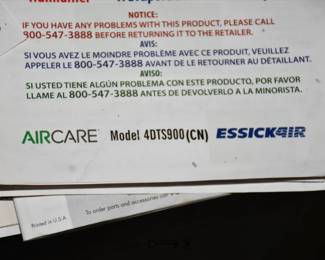 NOTICE:
IF YOU HAVE ANY PROBLEMS WITH THIS PRODUCT, PLEASE CALL
800-547-3888 BEFORE RETURNING IT TO THE RETAILER.
AVIS:
SI VOUS AVEZ LE MOINDRE PROBLÈME AVEC CE PRODUIT, VEUILLEZ
APPELER LE 800-547-3888 AVANT DE LE RETOURNER AU DÉTAILLANT.
AVISO:
SI USTED TIENE ALGÚN PROBLEMA CON ESTE PRODUCTO, POR FAVOR
LLAME AL 800-547-3888 ANTES DE DEVOLVERLO A LA MINORISTA.
AIRCARE Model 4DTS900(CN) ESSICK AIR
To order parts and accessories
Printed in U.S.A